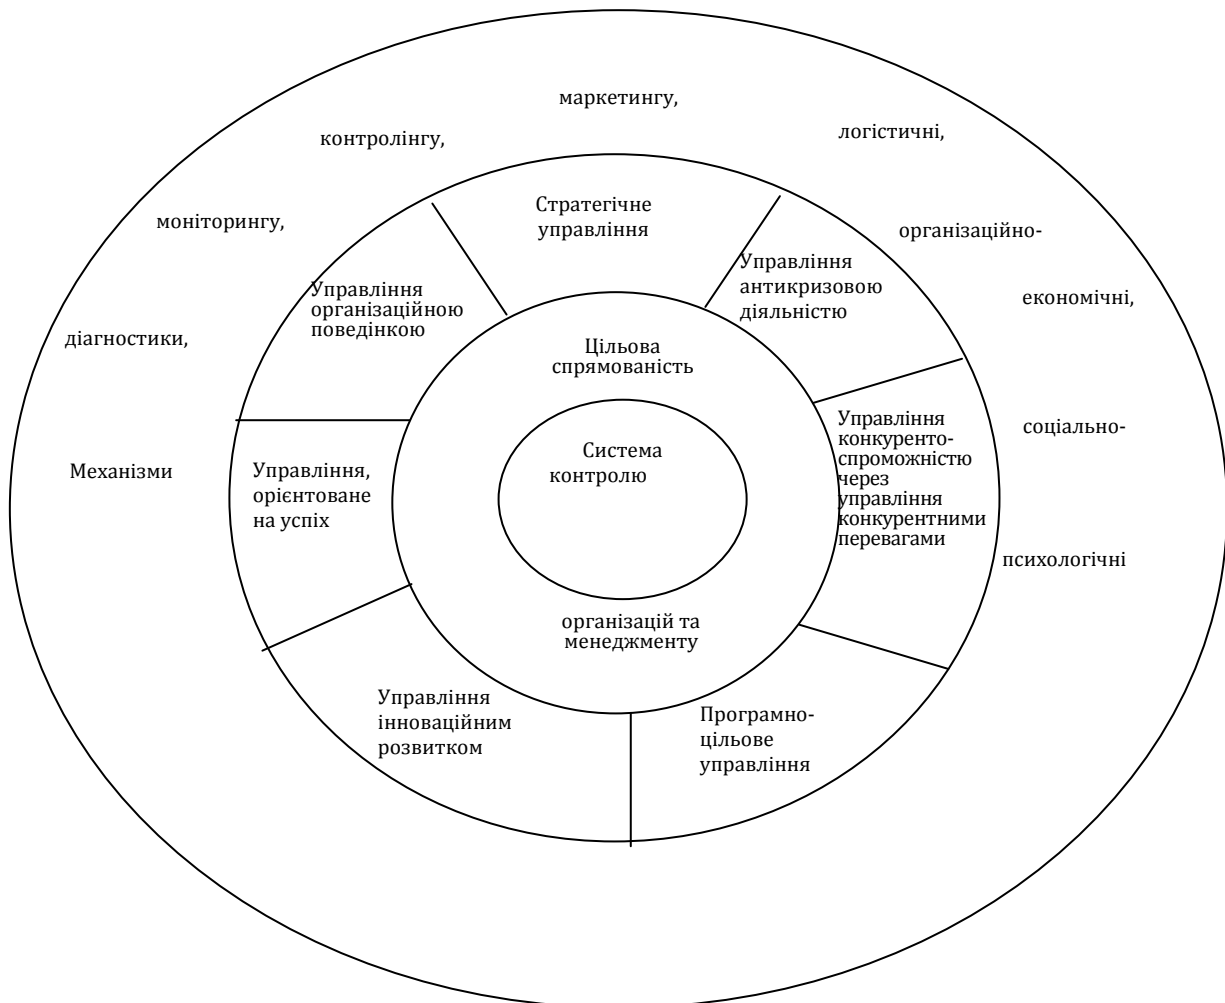 Механізми
діагностики,
моніторингу,
контролінгу,
маркетингу,
логістичні,
організаційно-
економічні,
соціально-
психологічні
Стратегічне
управління
Управління
антикризовою
діяльністю
Управління
конкуренто-
спроможністю
через
управління
конкурентними
перевагами
Програмно-
цільове
управління
Управління
інноваційним
розвитком
Управління,
орієнтоване
на успіх
Управління
організаційною
поведінкою
Цільова
спрямованість
організацій та
менеджменту
Система
контролю